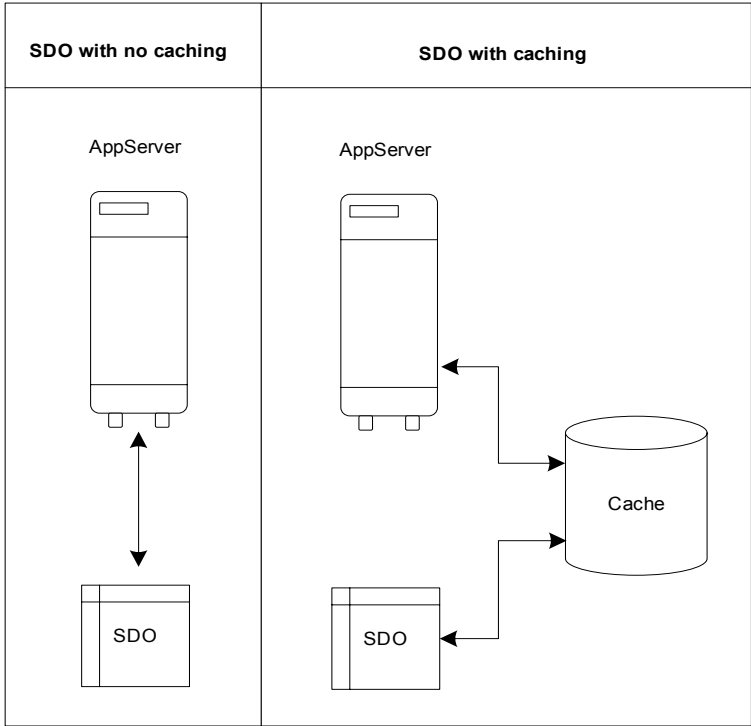 SDO with no caching
SDO with caching
AppServer
AppServer
Cache
SDO
SDO